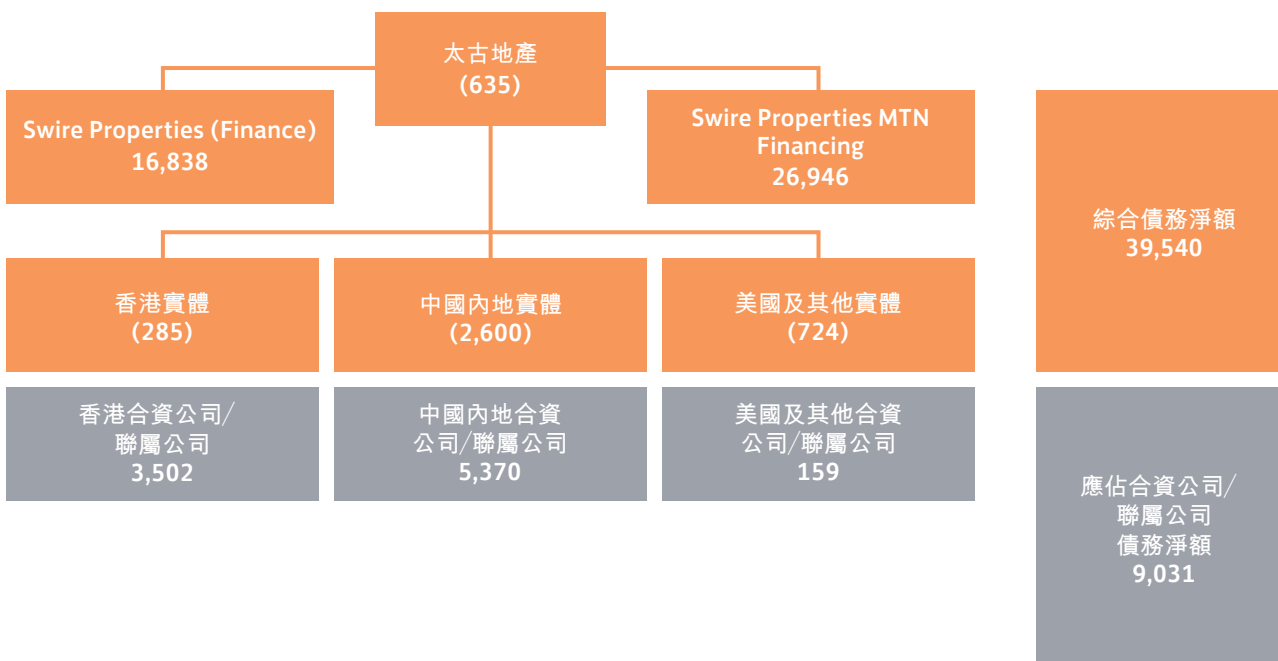 太古地產
(635)
Swire Properties (Finance)
16,838
Swire Properties MTN
Financing
26,946
綜合債務淨額
39,540
香港實體
(285)
中國內地實體
(2,600)
美國及其他實體
(724)
香港合資公司/
聯屬公司
3,502
中國內地合資
公司/聯屬公司
5,370
美國及其他合資
公司/聯屬公司
159
應佔合資公司/
聯屬公司
債務淨額
9,031